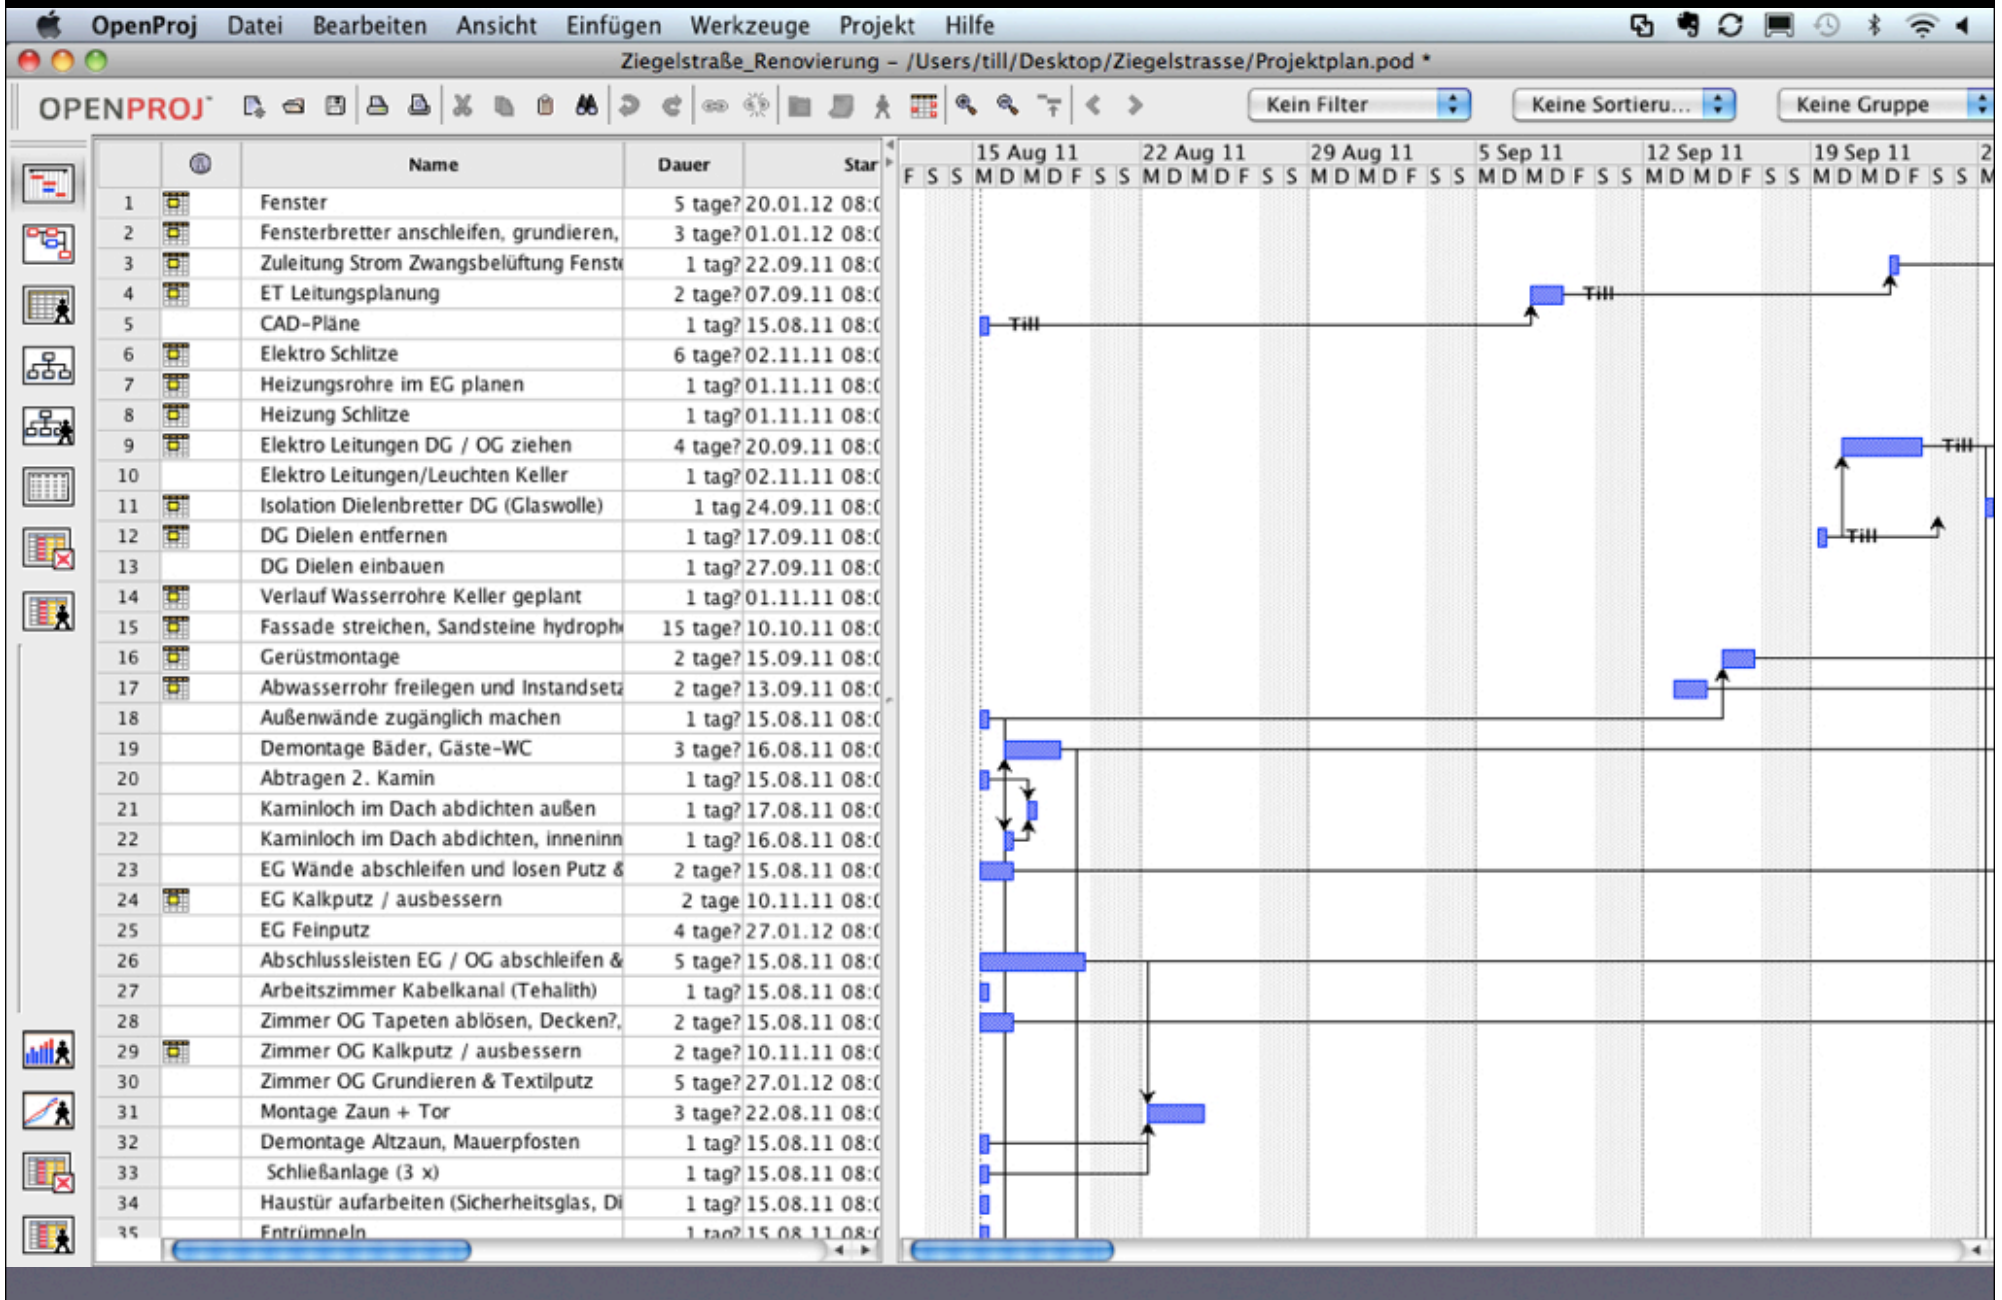 OpenProj Datei Bearbeiten Ansicht Einfügen Werkzeuge Projekt Hilfe
Ziegelstraße_Renovierung – /Users/till/Desktop/Ziegelstrasse/Projektplan.pod *
OPENPROJ Kein Filter Keine Sortieru... Keine Gruppe
Name Dauer Star
15 Aug 11 22 Aug 11 29 Aug 11 5 Sep 11 12 Sep 11 19 Sep 11 2
F S S M D M D F S S M D M D F S S M D M D F S S M D M D F S S M D M D F S S M D M D F S S M
1 Fenster 5 tage? 20.01.12 08:0
2 Fensterbretter anschleifen, grundieren, 3 tage? 01.01.12 08:0
3 Zuleitung Strom Zwangsbelüftung Fenste 1 tag? 22.09.11 08:0
4 ET Leitungsplanung 2 tage? 07.09.11 08:0 Till
5 CAD-Pläne 1 tag? 15.08.11 08:0 Till
6 Elektro Schlitze 6 tage? 02.11.11 08:0
7 Heizungsrohre im EG planen 1 tag? 01.11.11 08:0
8 Heizung Schlitze 1 tag? 01.11.11 08:0
9 Elektro Leitungen DG / OG ziehen 4 tage? 20.09.11 08:0 Till
10 Elektro Leitungen/Leuchten Keller 1 tag? 02.11.11 08:0
11 Isolation Dielenbretter DG (Glaswolle) 1 tag 24.09.11 08:0
12 DG Dielen entfernen 1 tag? 17.09.11 08:0 Till
13 DG Dielen einbauen 1 tag? 27.09.11 08:0
14 Verlauf Wasserrohre Keller geplant 1 tag? 01.11.11 08:0
15 Fassade streichen, Sandsteine hydropho 15 tage? 10.10.11 08:0
16 Gerüstmontage 2 tage? 15.09.11 08:0
17 Abwasserrohr freilegen und Instandsetz 2 tage? 13.09.11 08:0
18 Außenwände zugänglich machen 1 tag? 15.08.11 08:0
19 Demontage Bäder, Gäste-WC 3 tage? 16.08.11 08:0
20 Abtragen 2. Kamin 1 tag? 15.08.11 08:0
21 Kaminloch im Dach abdichten außen 1 tag? 17.08.11 08:0
22 Kaminloch im Dach abdichten, inneninn 1 tag? 16.08.11 08:0
23 EG Wände abschleifen und losen Putz & 2 tage? 15.08.11 08:0
24 EG Kalkputz / ausbessern 2 tage 10.11.11 08:0
25 EG Feinputz 4 tage? 27.01.12 08:0
26 Abschlussleisten EG / OG abschleifen & 5 tage? 15.08.11 08:0
27 Arbeitszimmer Kabelkanal (Tehalith) 1 tag? 15.08.11 08:0
28 Zimmer OG Tapeten ablösen, Decken?, 2 tage? 15.08.11 08:0
29 Zimmer OG Kalkputz / ausbessern 2 tage? 10.11.11 08:0
30 Zimmer OG Grundieren & Textilputz 5 tage? 27.01.12 08:0
31 Montage Zaun + Tor 3 tage? 22.08.11 08:0
32 Demontage Altzaun, Mauerpfosten 1 tag? 15.08.11 08:0
33 Schließanlage (3 x) 1 tag? 15.08.11 08:0
34 Haustür aufarbeiten (Sicherheitsglas, Di 1 tag? 15.08.11 08:0
35 Entrümpeln 1 tag? 15.08.11 08:0